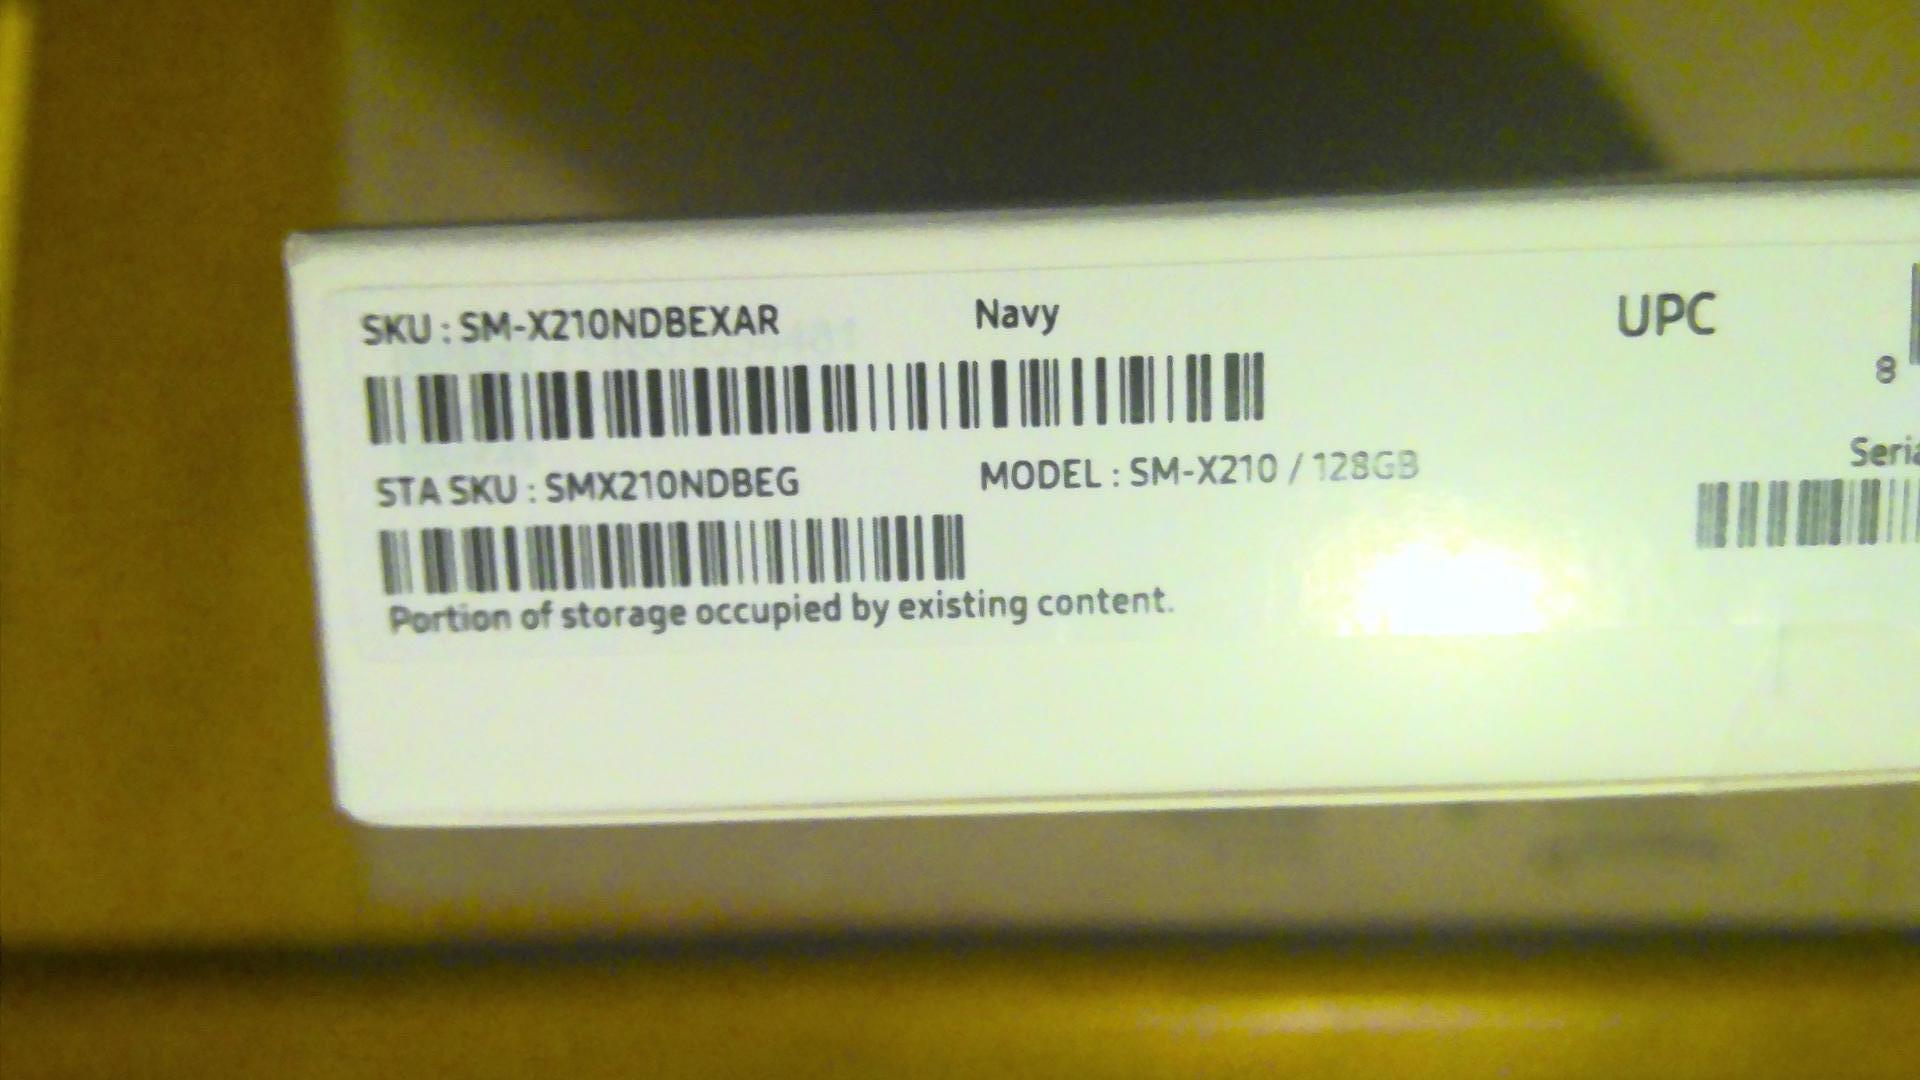 SKU : SM-X210NDBEXAR
Navy
UPC
8
STA SKU : SMX210NDBEG
MODEL : SM-X210 / 128GB
Portion of storage occupied by existing content.